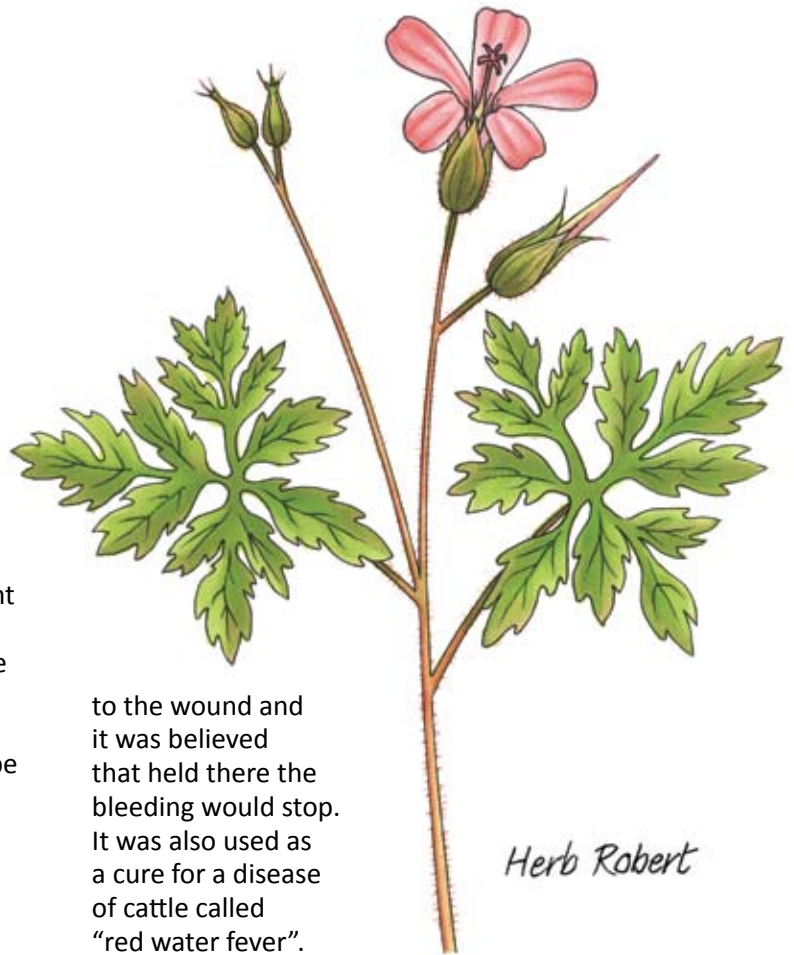 to the wound and
it was believed
that held there the
bleeding would stop.
It was also used as
a cure for a disease
of cattle called
“red water fever”.
Herb Robert